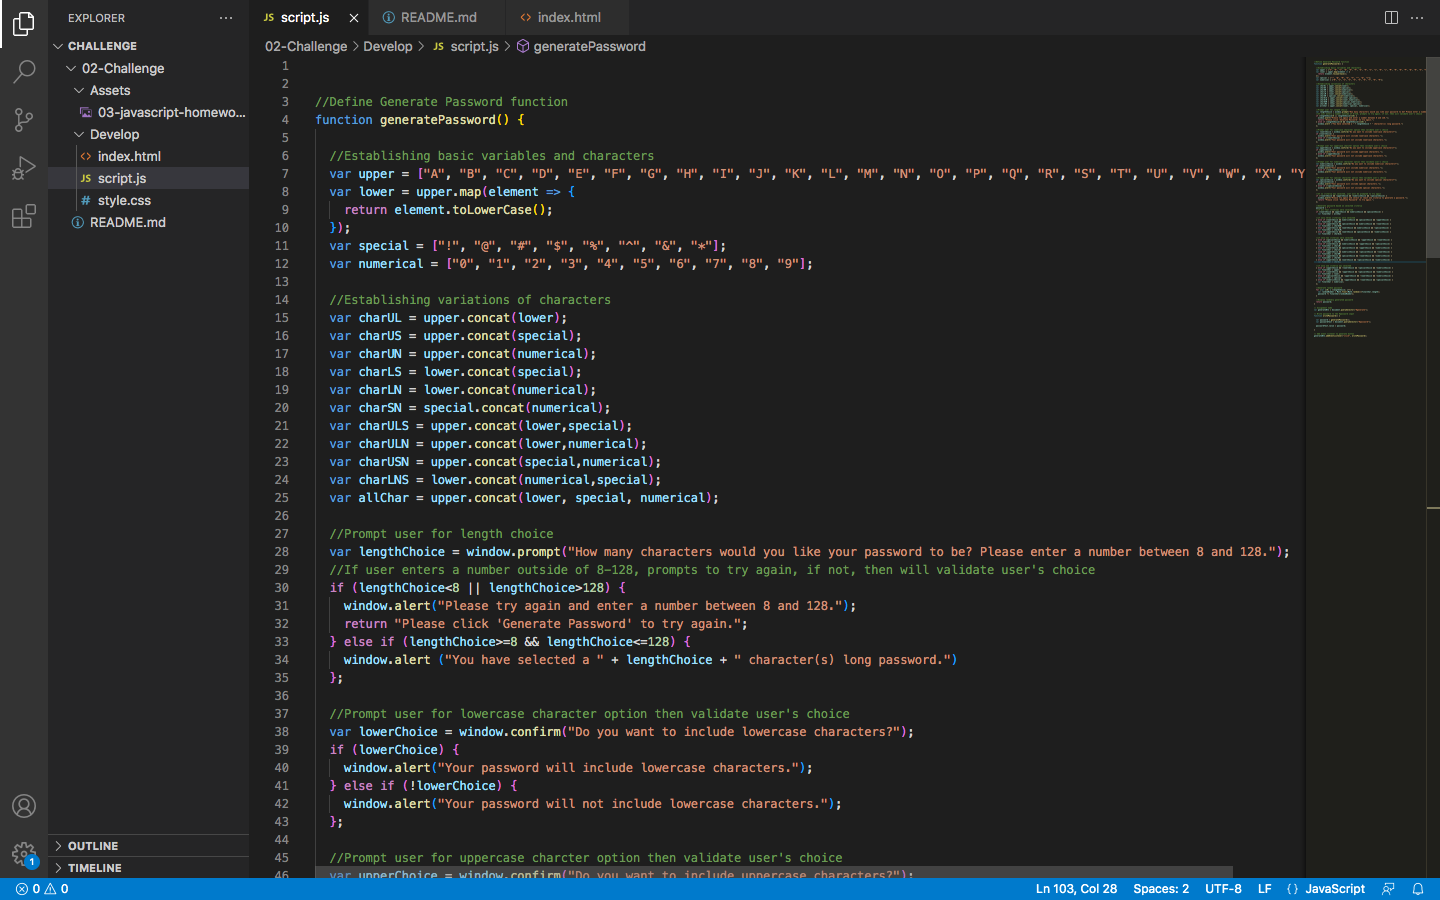 EXPLORER
CHALLENGE
02-Challenge
Assets
03-javascript-homewo...
Develop
index.html
JS script.js
# style.css
README.md
OUTLINE
TIMELINE
JS script.js
README.md
index.html
02-Challenge > Develop > JS script.js > generatePassword
1
2
3 //Define Generate Password function
4 function generatePassword() {
5
6 //Establishing basic variables and characters
7 var upper = ["A", "B", "C", "D", "E", "F", "G", "H", "I", "J", "K", "L", "M", "N", "O", "P", "Q", "R", "S", "T", "U", "V", "W", "X", "Y
8 var lower = upper.map(element => {
9 return element.toLowerCase();
10 });
11 var special = ["!", "@", "#", "$", "%", "^", "&", "*"];
12 var numerical = ["0", "1", "2", "3", "4", "5", "6", "7", "8", "9"];
13
14 //Establishing variations of characters
15 var charUL = upper.concat(lower);
16 var charUS = upper.concat(special);
17 var charUN = upper.concat(numerical);
18 var charLS = lower.concat(special);
19 var charLN = lower.concat(numerical);
20 var charSN = special.concat(numerical);
21 var charULS = upper.concat(lower,special);
22 var charULN = upper.concat(lower,numerical);
23 var charUSN = upper.concat(special,numerical);
24 var charLNS = lower.concat(numerical,special);
25 var allChar = upper.concat(lower, special, numerical);
26
27 //Prompt user for length choice
28 var lengthChoice = window.prompt("How many characters would you like your password to be? Please enter a number between 8 and 128.");
29 //If user enters a number outside of 8-128, prompts to try again, if not, then will validate user's choice
30 if (lengthChoice<8 || lengthChoice>128) {
31 window.alert("Please try again and enter a number between 8 and 128.");
32 return "Please click 'Generate Password' to try again.";
33 } else if (lengthChoice>=8 && lengthChoice<=128) {
34 window.alert ("You have selected a " + lengthChoice + " character(s) long password.")
35 };
36
37 //Prompt user for lowercase character option then validate user's choice
38 var lowerChoice = window.confirm("Do you want to include lowercase characters?");
39 if (lowerChoice) {
40 window.alert("Your password will include lowercase characters.");
41 } else if (!lowerChoice) {
42 window.alert("Your password will not include lowercase characters.");
43 };
44
45 //Prompt user for uppercase charcter option then validate user's choice
46 var upperChoice = window.confirm("Do you want to include uppercase characters?");
1
0 0
Ln 103, Col 28 Spaces: 2 UTF-8 LF {} JavaScript